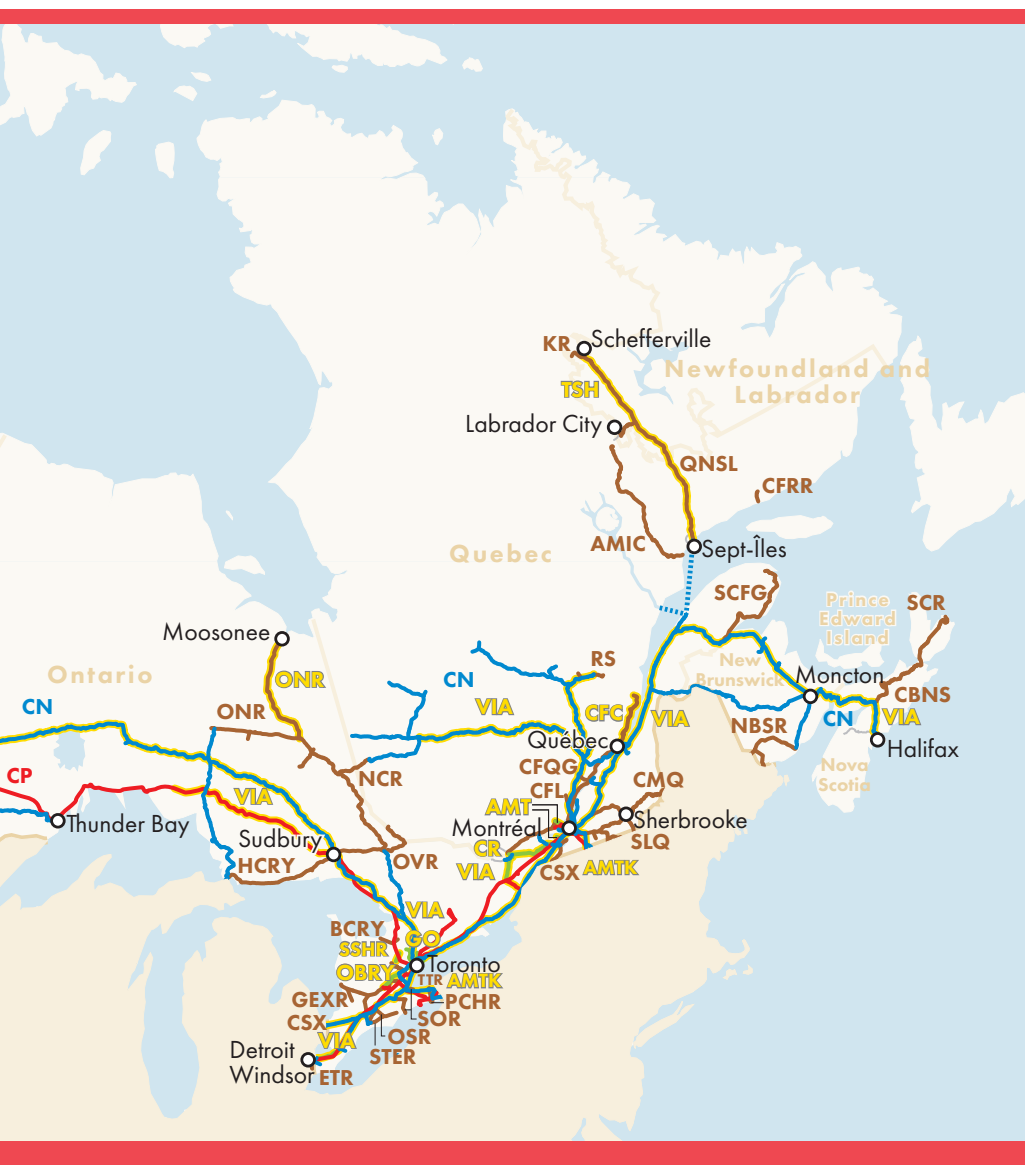 KR
Schefferville
Newfoundland and
Labrador
TSH
Labrador City
QNSL
CFRR
AMIC
Sept-Îles
Quebec
SCFG
Prince
Edward
Island
SCR
Moosonee
RS
New
Brunswick
Ontario
ONR
CN
Moncton
CBNS
CN
ONR
VIA
CFC
VIA
NBSR
CN
VIA
Québec
Halifax
CP
NCR
CFQG
CMQ
Nova
Scotia
VIA
CFL
AMT
Thunder Bay
Sudbury
Montréal
Sherbrooke
HCRY
OVR
CR
SLQ
VIA
CSX
AMTK
VIA
BCRY
GO
SSHR
Toronto
OBRY
TTR
AMTK
GEXR
PCHR
CSX
SOR
VIA
OSR
Detroit
STER
Windsor
ETR